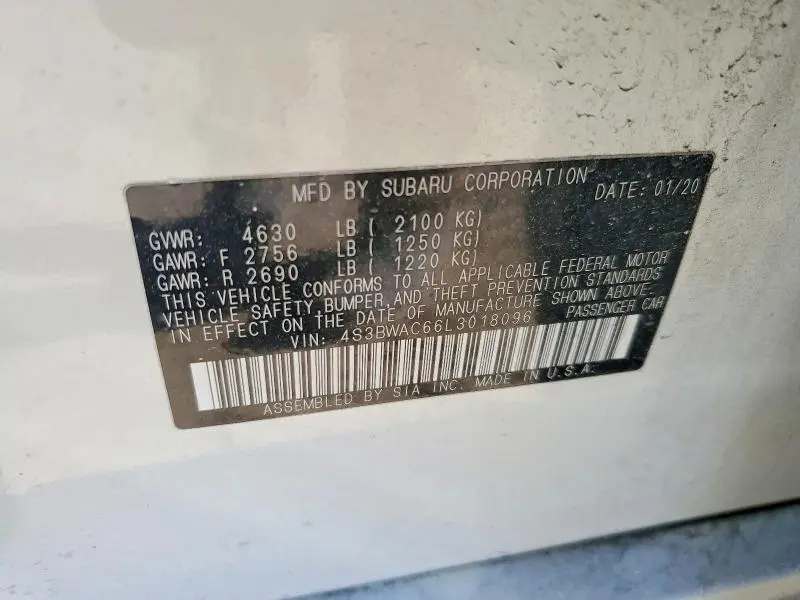 MFD BY SUBARU CORPORATION DATE: 01/20
GVWR: 4630 LB ( 2100 KG)
GAWR: F 2756 LB ( 1250 KG)
GAWR: R 2690 LB ( 1220 KG)
THIS VEHICLE CONFORMS TO ALL APPLICABLE FEDERAL MOTOR
VEHICLE SAFETY, BUMPER, AND THEFT PREVENTION STANDARDS
IN EFFECT ON THE DATE OF MANUFACTURE SHOWN ABOVE.
VIN: 4S3BWAC66L3018096 PASSENGER CAR
ASSEMBLED BY SIA INC. MADE IN U.S.A.